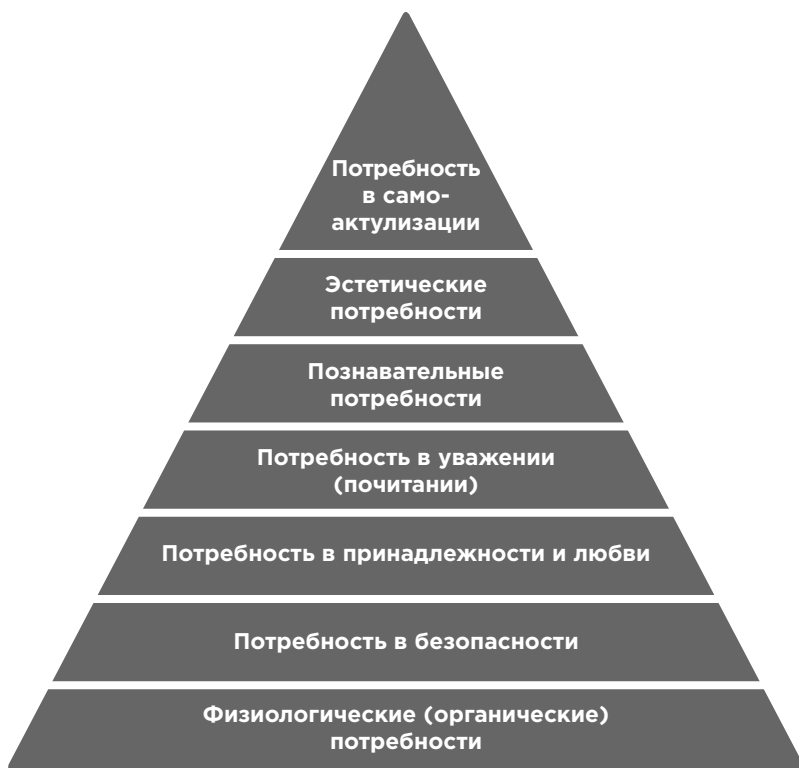 Потребность
в само-
актулизации
Эстетические
потребности
Познавательные
потребности
Потребность в уважении
(почитании)
Потребность в принадлежности и любви
Потребность в безопасности
Физиологические (органические)
потребности